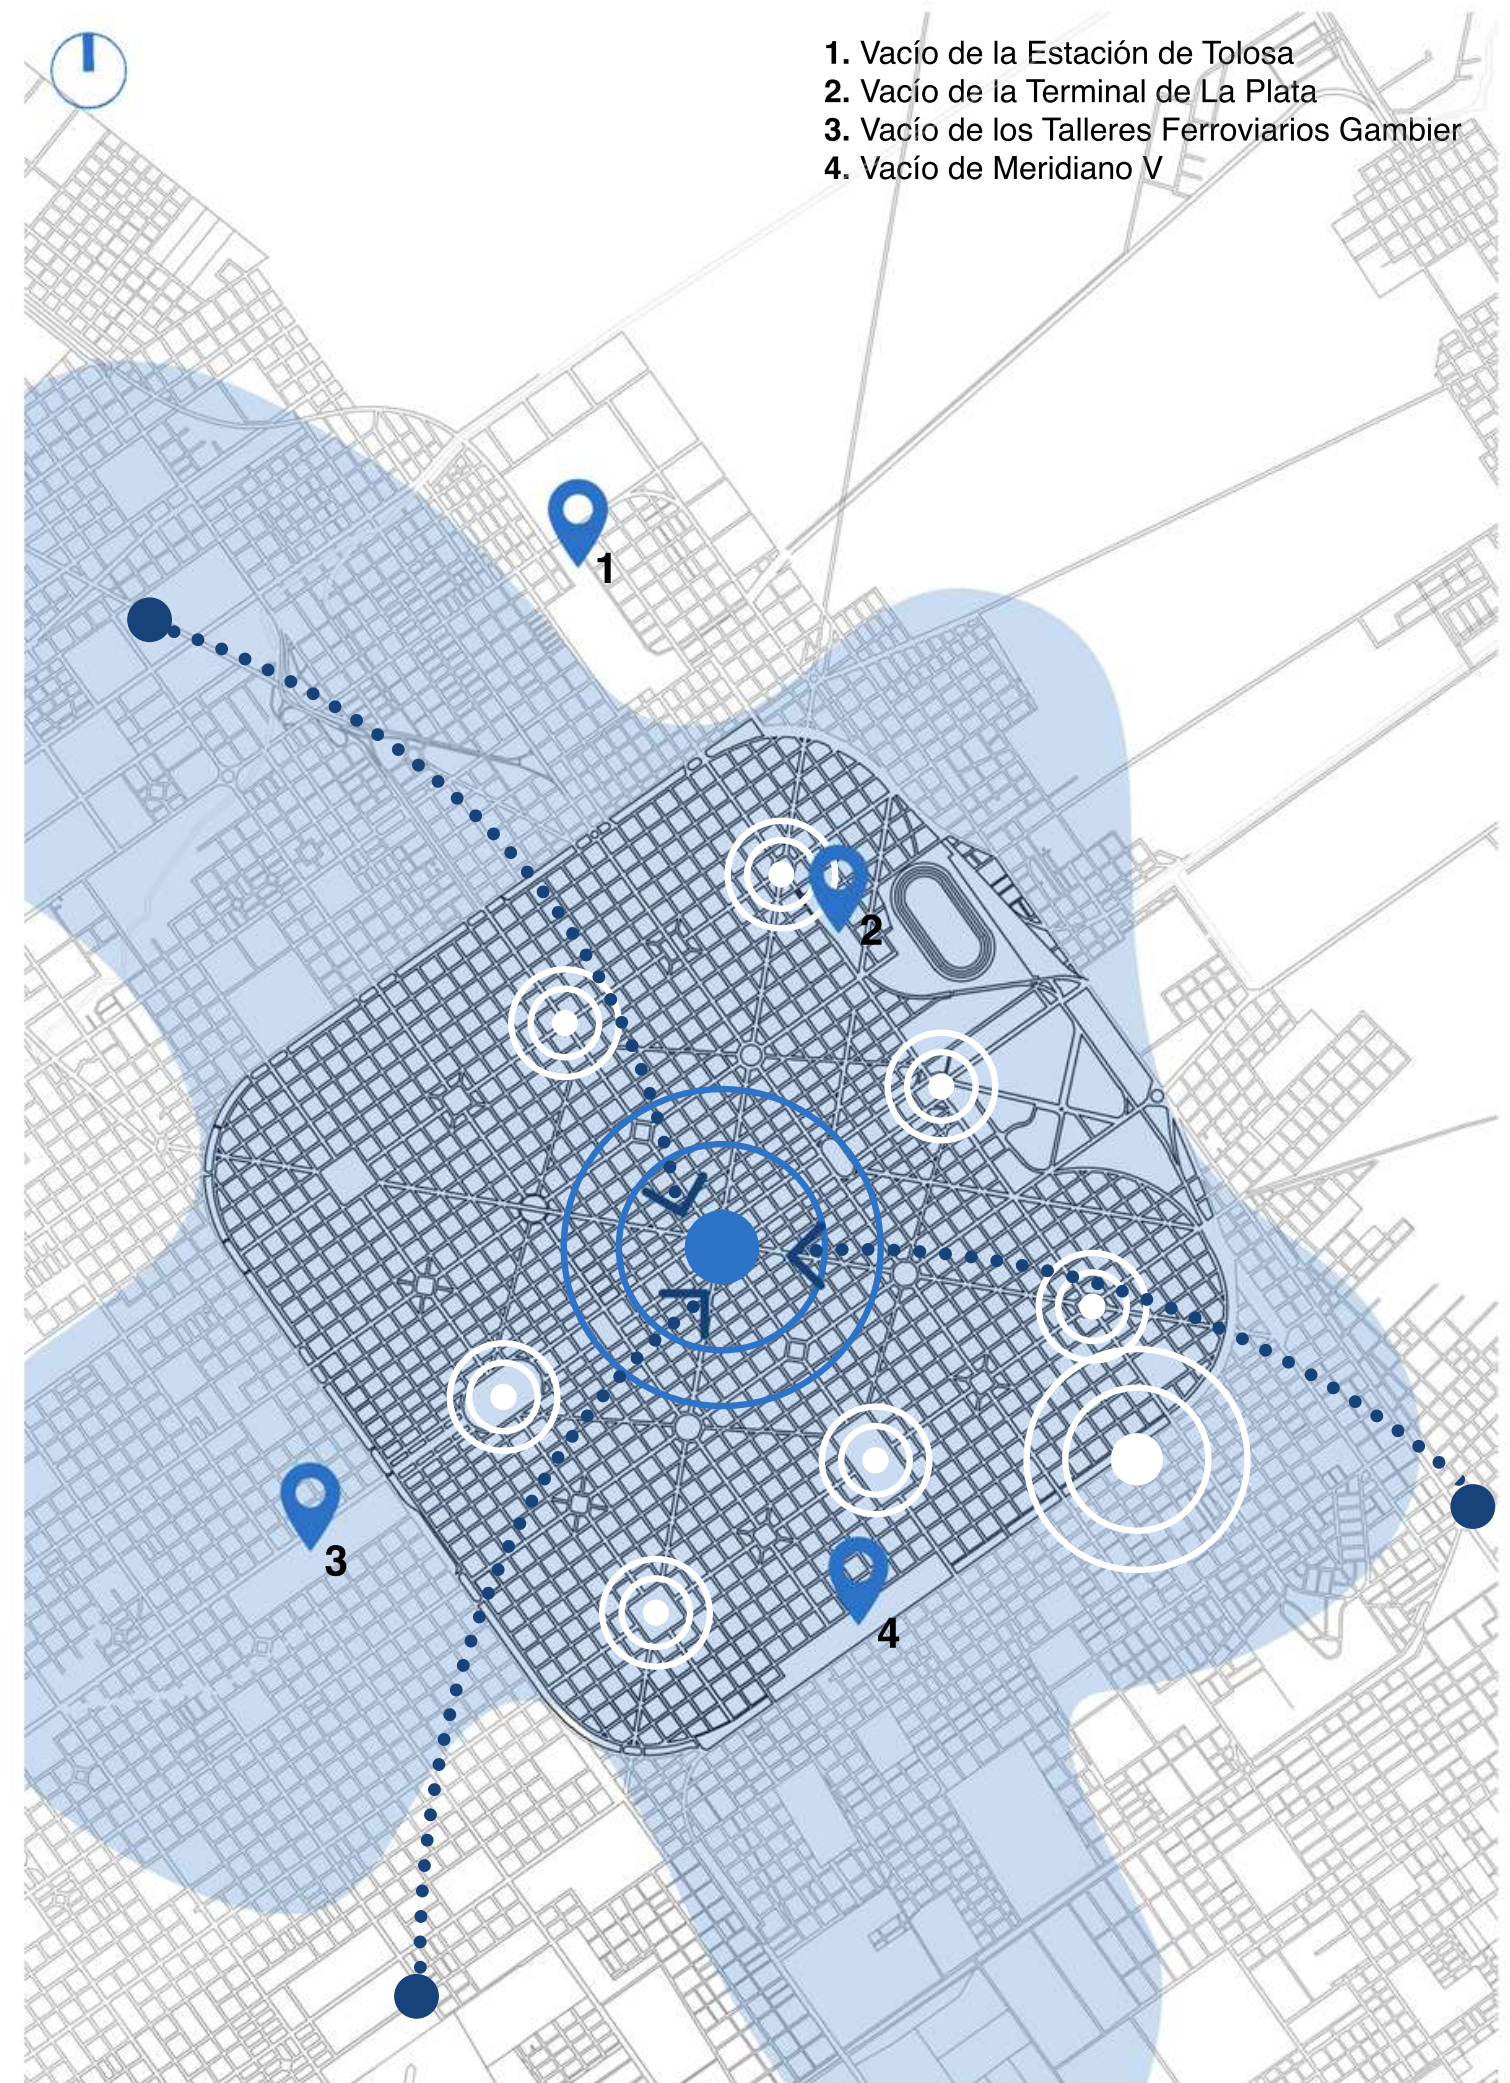 1. Vacío de la Estación de Tolosa
2. Vacío de la Terminal de La Plata
3. Vacío de los Talleres Ferroviarios Gambier
4. Vacío de Meridiano V
1
2
3
4